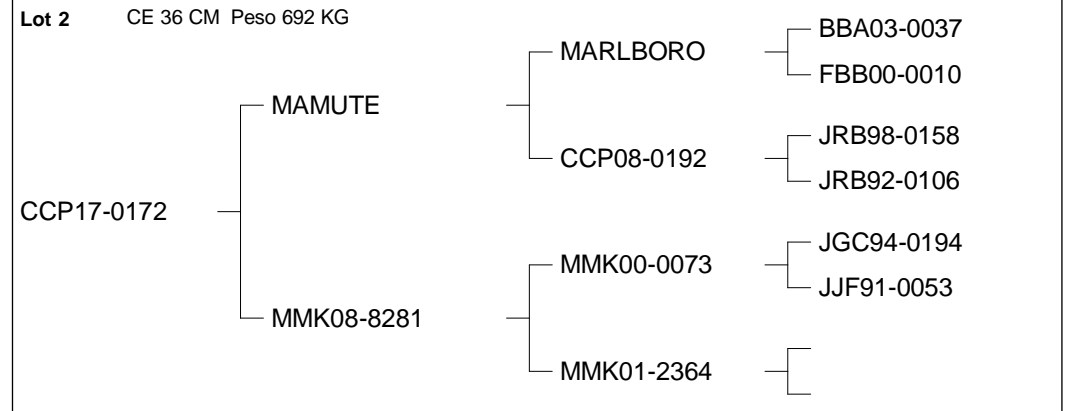 Lot 2 CE 36 CM Peso 692 KG
BBA03-0037
MARLBORO
FBB00-0010
MAMUTE
JRB98-0158
CCP08-0192
JRB92-0106
CCP17-0172
JGC94-0194
MMK00-0073
JJF91-0053
MMK08-8281
MMK01-2364